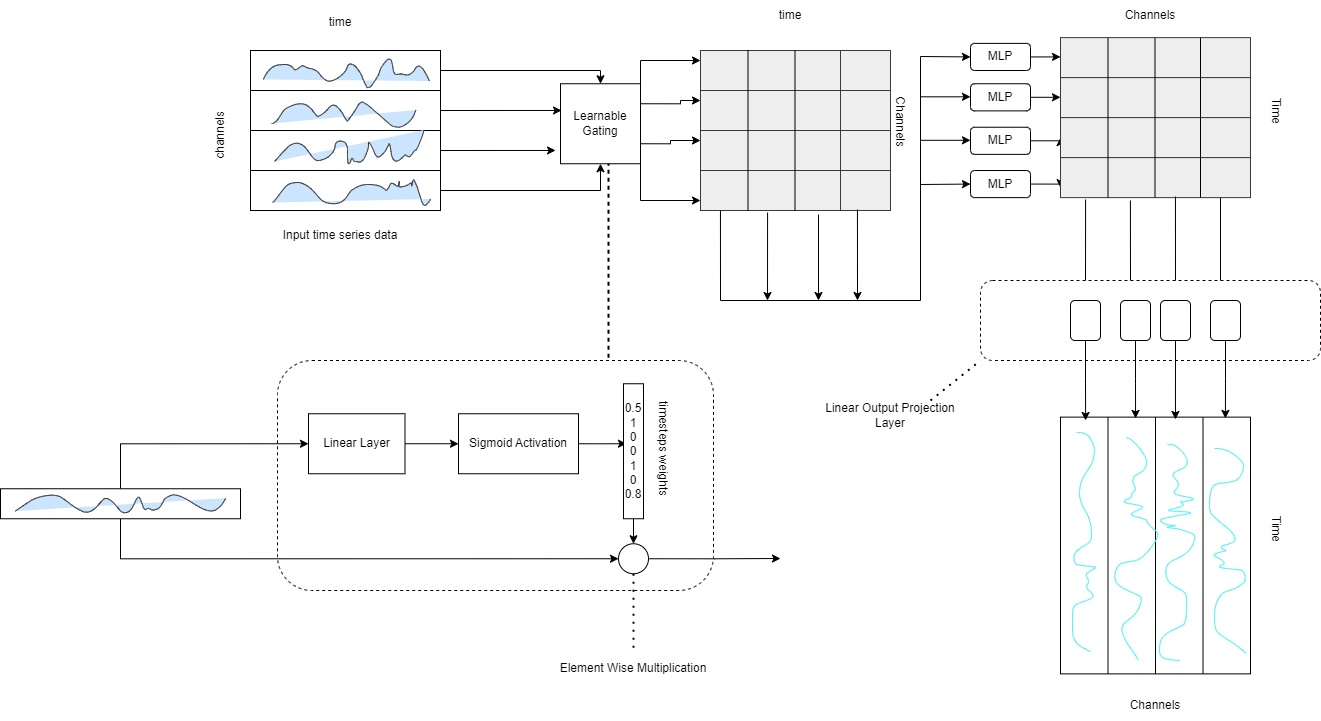 time
time
Channels
channels
Learnable
Gating
Channels
MLP
MLP
MLP
MLP
Time
Input time series data
Linear Output Projection
Layer
Linear Layer
Sigmoid Activation
0.5
1
0
0
1
0
0.8
timesteps weights
Time
Element Wise Multiplication
Channels